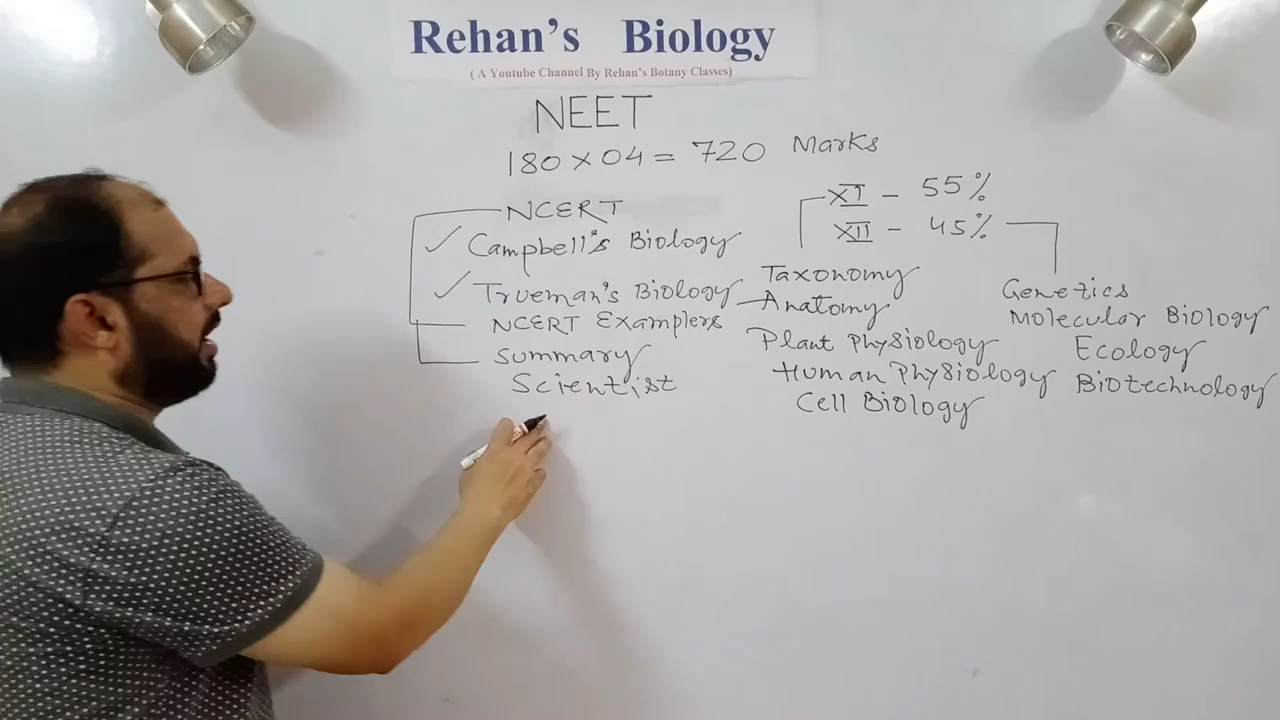 Rehan's Biology
( A Youtube Channel By Rehan's Botany Classes)
NEET
180 × 04 = 720 Marks
NCERT
Campbell's Biology
Trueman's Biology
NCERT Examplers
Summary
Scientist
XI - 55%
XII - 45%
Taxonomy
Anatomy
Plant Physiology
Human Physiology
Cell Biology
Genetics
Molecular Biology
Ecology
Biotechnology